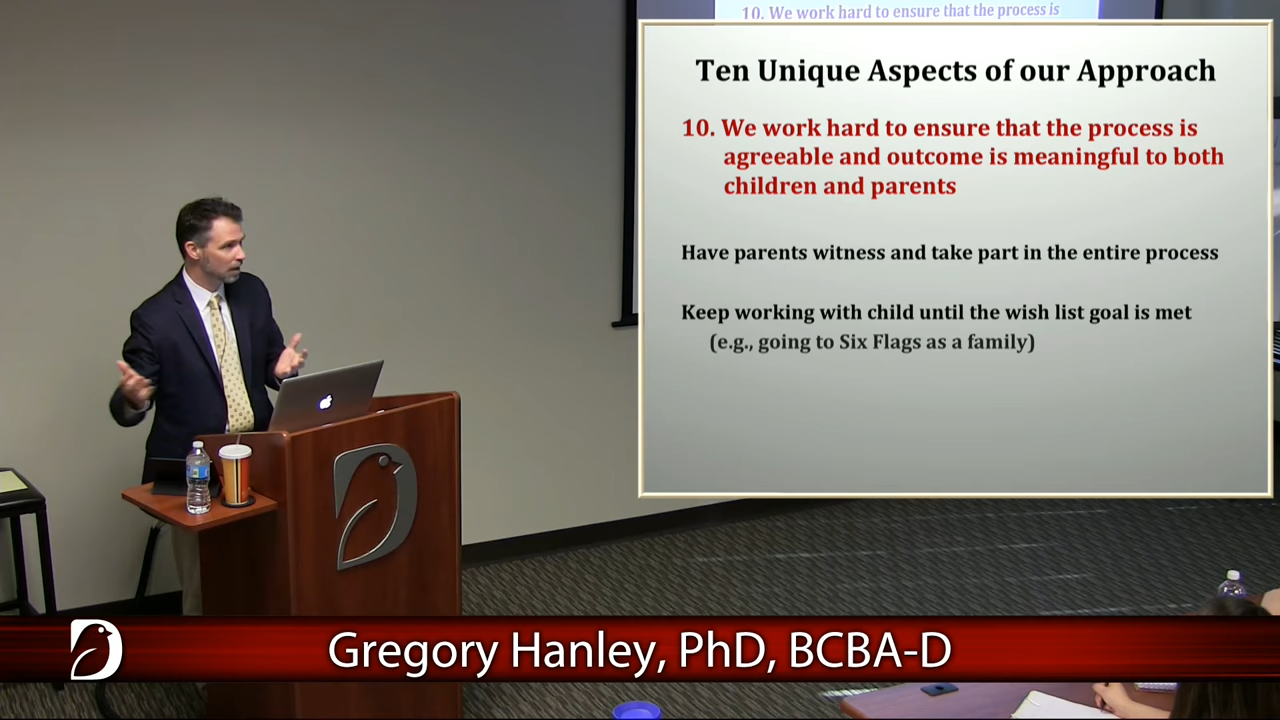 10. We work hard to ensure that the process is
Ten Unique Aspects of our Approach
10. We work hard to ensure that the process is
agreeable and outcome is meaningful to both
children and parents
Have parents witness and take part in the entire process
Keep working with child until the wish list goal is met
(e.g., going to Six Flags as a family)
Gregory Hanley, PhD, BCBA-D